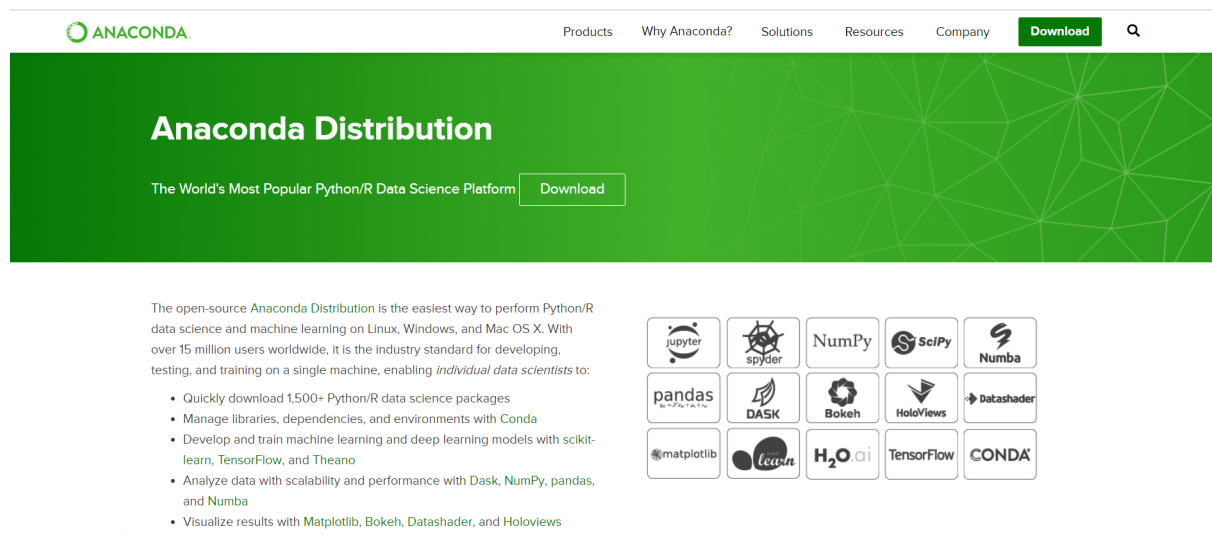 ANACONDA.
Products Why Anaconda? Solutions Resources Company Download
Anaconda Distribution
The World's Most Popular Python/R Data Science Platform Download
The open-source Anaconda Distribution is the easiest way to perform Python/R
data science and machine learning on Linux, Windows, and Mac OS X. With
over 15 million users worldwide, it is the industry standard for developing,
testing, and training on a single machine, enabling individual data scientists to:
• Quickly download 1,500+ Python/R data science packages
• Manage libraries, dependencies, and environments with Conda
• Develop and train machine learning and deep learning models with scikit-
learn, TensorFlow, and Theano
• Analyze data with scalability and performance with Dask, NumPy, pandas,
and Numba
• Visualize results with Matplotlib, Bokeh, Datashader, and Holoviews
jupyter spyder NumPy SciPy Numba
pandas DASK Bokeh HoloViews Datashader
matplotlib learn H2O.ai TensorFlow CONDA